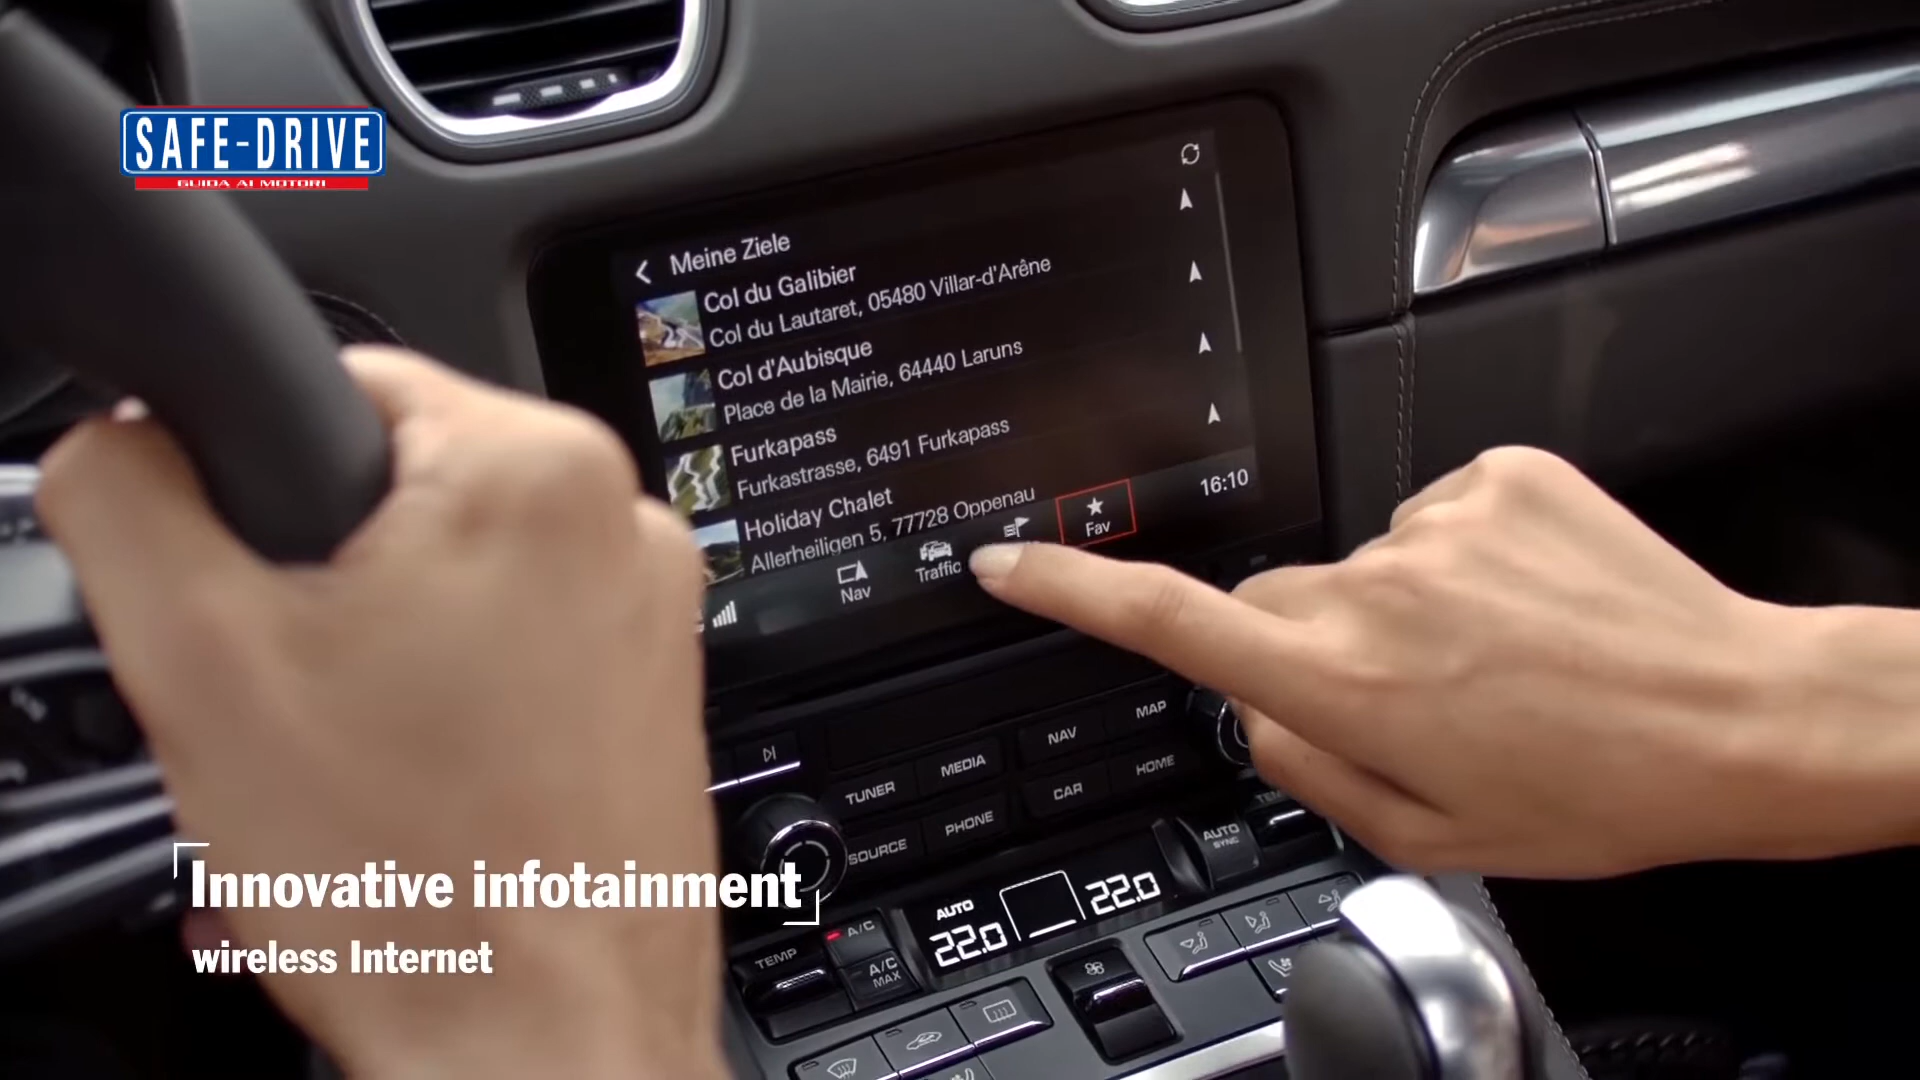 SAFE-DRIVE
GUIDA AI MOTORI
Meine Ziele
Col du Galibier
Col du Lautaret, 05480 Villar-d'Arêne
Col d'Aubisque
Place de la Mairie, 64440 Laruns
Furkapass
Furkastrasse, 6491 Furkapass
Holiday Chalet
Allerheiligen 5, 77728 Oppenau
16:10
Nav
Traffic
Fav
TUNER
MEDIA
NAV
MAP
SOURCE
PHONE
CAR
HOME
AUTO
SYNC
TEMP
A/C
A/C
MAX
AUTO
22.0
22.0
Innovative infotainment
wireless Internet